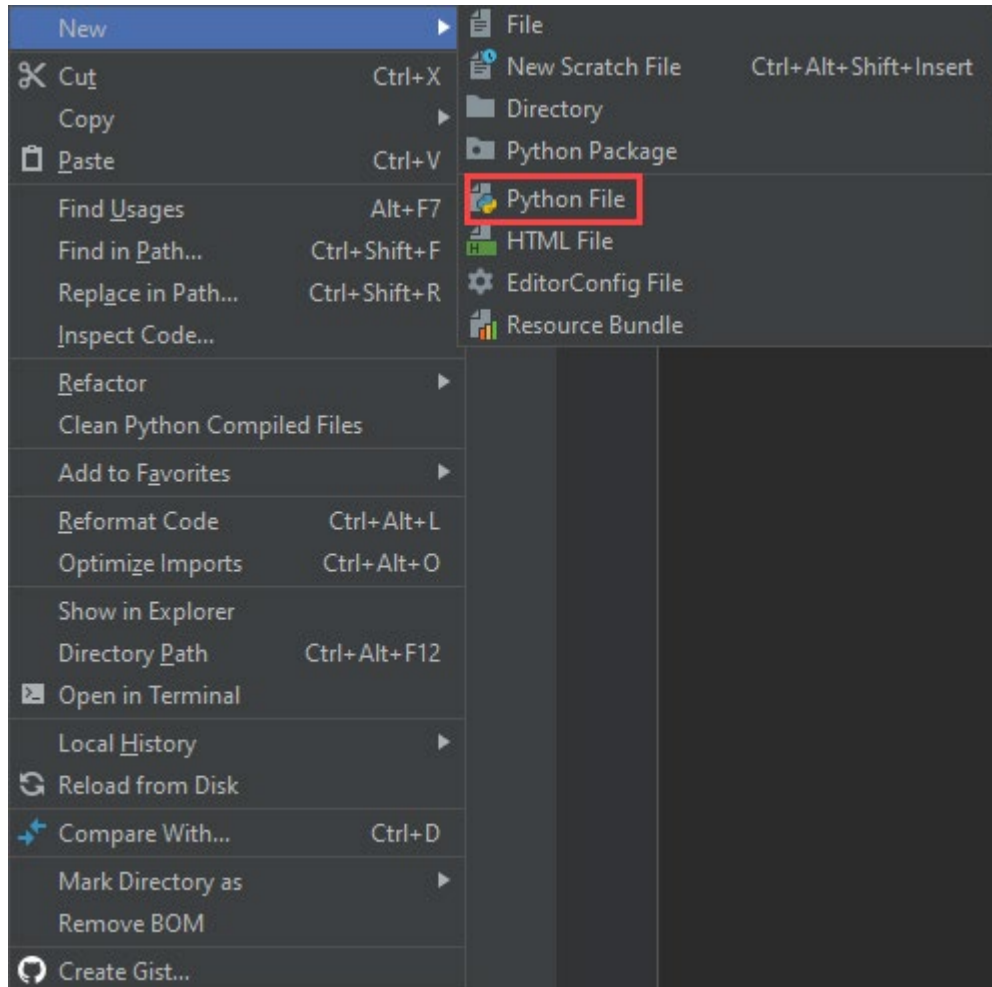 New
Cut Ctrl+X
Copy
Paste Ctrl+V
Find Usages Alt+F7
Find in Path... Ctrl+Shift+F
Replace in Path... Ctrl+Shift+R
Inspect Code...
Refactor
Clean Python Compiled Files
Add to Favorites
Reformat Code Ctrl+Alt+L
Optimize Imports Ctrl+Alt+O
Show in Explorer
Directory Path Ctrl+Alt+F12
Open in Terminal
Local History
Reload from Disk
Compare With... Ctrl+D
Mark Directory as
Remove BOM
Create Gist...
File
New Scratch File Ctrl+Alt+Shift+Insert
Directory
Python Package
Python File
H HTML File
EditorConfig File
Resource Bundle